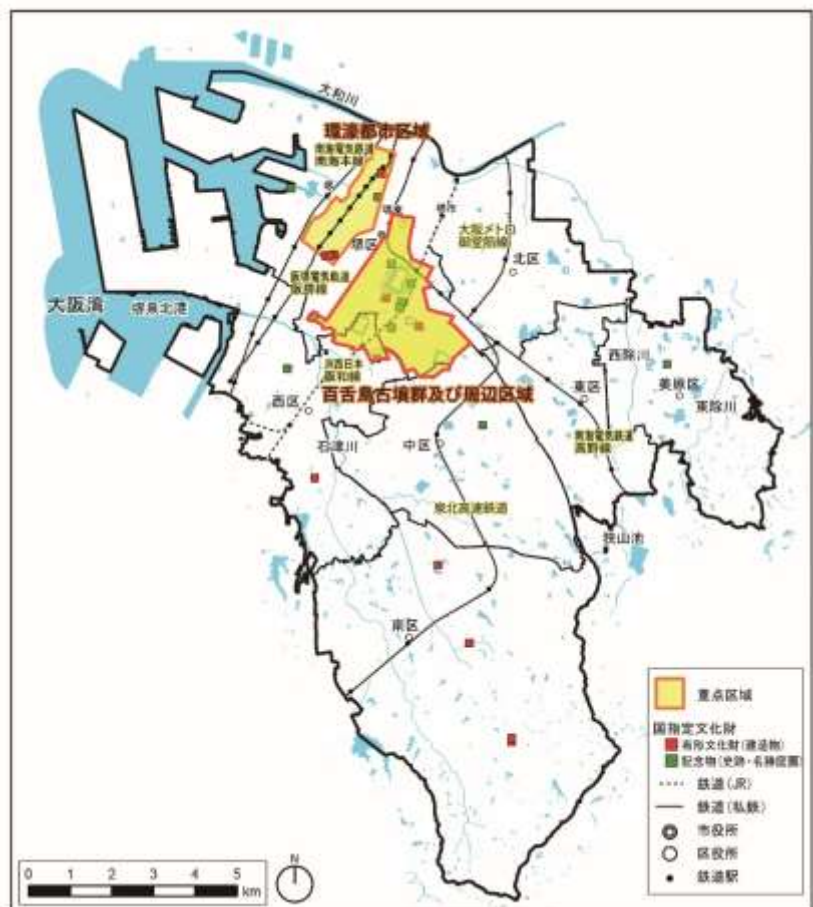 大和川
環濠都市区域
南海電気鉄道
南海本線
堺
堺東
堺市
堺区
大阪メトロ
御堂筋線
北区
阪堺電気軌道
阪堺線
大阪湾
堺泉北港
JR西日本
阪和線
百舌鳥古墳群及び周辺区域
西区
石津川
中区
東区
西除川
美原区
東除川
南海電気鉄道
高野線
泉北高速鉄道
狭山池
南区
重点区域
国指定文化財
有形文化財(建造物)
記念物(史跡・名勝庭園)
鉄道(JR)
鉄道(私鉄)
市役所
区役所
鉄道駅
0 1 2 3 4 5
km
N